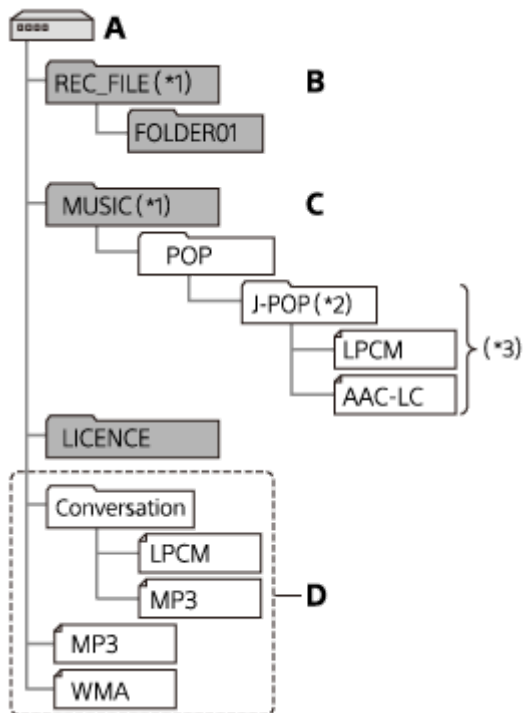 A
REC_FILE(*1)
B
FOLDER01
MUSIC(*1)
C
POP
J-POP(*2)
LPCM
(*3)
AAC-LC
LICENCE
Conversation
LPCM
D
MP3
MP3
WMA